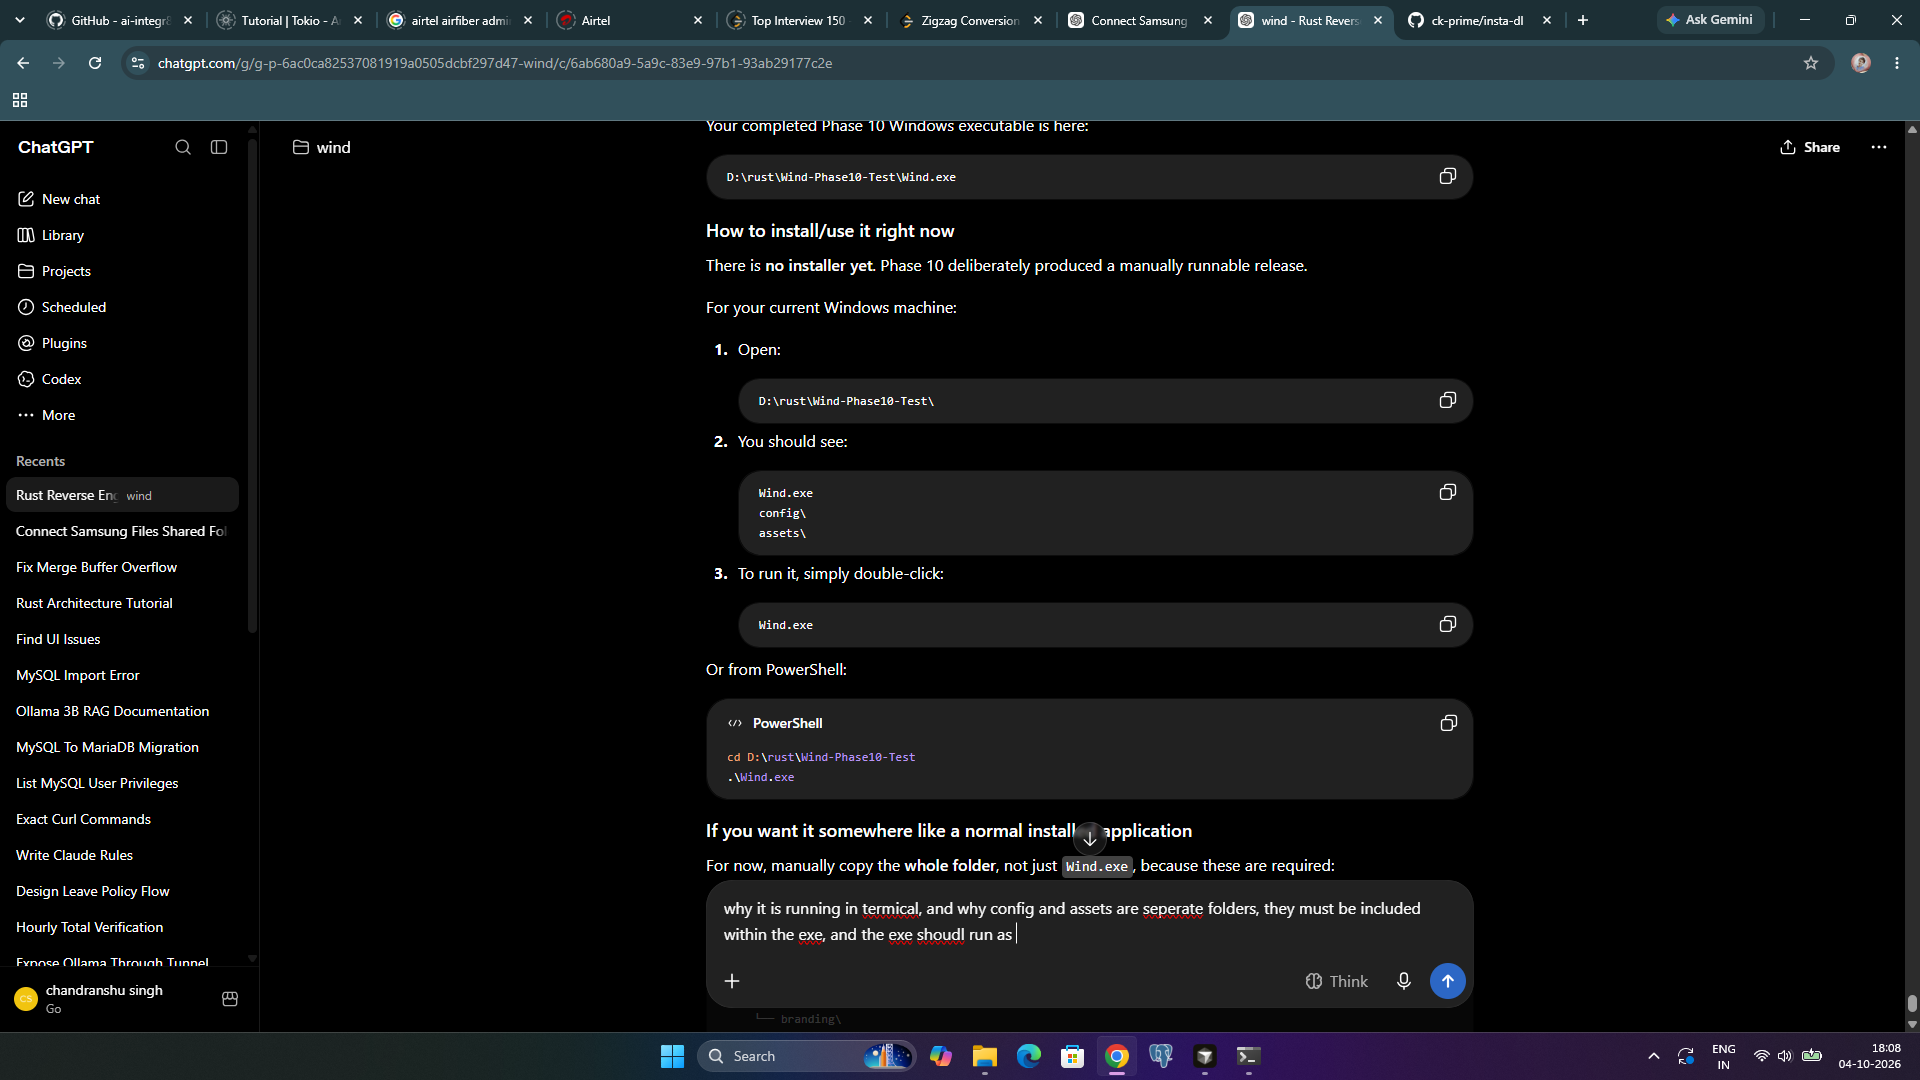 GitHub - ai-integr8
Tutorial | Tokio - A
airtel airfiber admi
Airtel
Top Interview 150
Zigzag Conversion
Connect Samsung
wind - Rust Revers
ck-prime/insta-dl
Ask Gemini
chatgpt.com/g/g-p-6ac0ca82537081919a0505dcbf297d47-wind/c/6ab680a9-5a9c-83e9-97b1-93ab29177c2e
ChatGPT
New chat
Library
Projects
Scheduled
Plugins
Codex
More
Recents
Rust Reverse Eng wind
Connect Samsung Files Shared Fol
Fix Merge Buffer Overflow
Rust Architecture Tutorial
Find UI Issues
MySQL Import Error
Ollama 3B RAG Documentation
MySQL To MariaDB Migration
List MySQL User Privileges
Exact Curl Commands
Write Claude Rules
Design Leave Policy Flow
Hourly Total Verification
Expose Ollama Through Tunnel
CS
chandranshu singh
Go
wind
Share
Your completed Phase 10 Windows executable is here:
D:\rust\Wind-Phase10-Test\Wind.exe
How to install/use it right now
There is no installer yet. Phase 10 deliberately produced a manually runnable release.
For your current Windows machine:
1. Open:
D:\rust\Wind-Phase10-Test\
2. You should see:
Wind.exe
config\
assets\
3. To run it, simply double-click:
Wind.exe
Or from PowerShell:
PowerShell
cd D:\rust\Wind-Phase10-Test
.\Wind.exe
If you want it somewhere like a normal install application
For now, manually copy the whole folder, not just Wind.exe, because these are required:
why it is running in termical, and why config and assets are seperate folders, they must be included
within the exe, and the exe shoudl run as
Think
branding\
Search
ENG
IN
18:08
04-10-2026